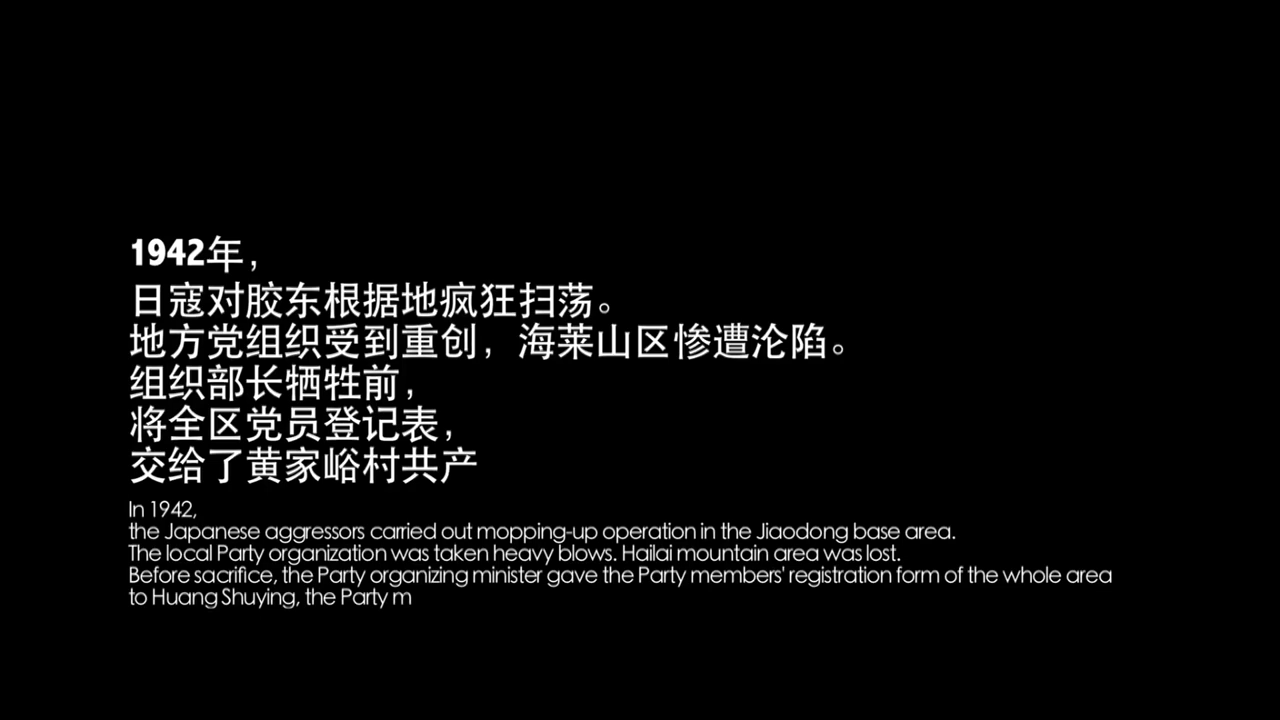 1942年，
日寇对胶东根据地疯狂扫荡。
地方党组织受到重创，海莱山区惨遭沦陷。
组织部长牺牲前，
将全区党员登记表，
交给了黄家峪村共产
In 1942,
the Japanese aggressors carried out mopping-up operation in the Jiaodong base area.
The local Party organization was taken heavy blows. Hailai mountain area was lost.
Before sacrifice, the Party organizing minister gave the Party members' registration form of the whole area
to Huang Shuying, the Party m